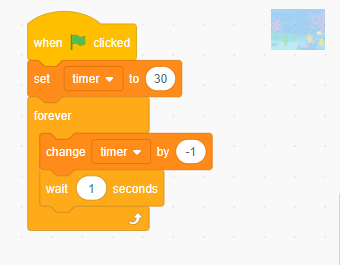 when clicked
set timer to 30
forever
change timer by -1
wait 1 seconds